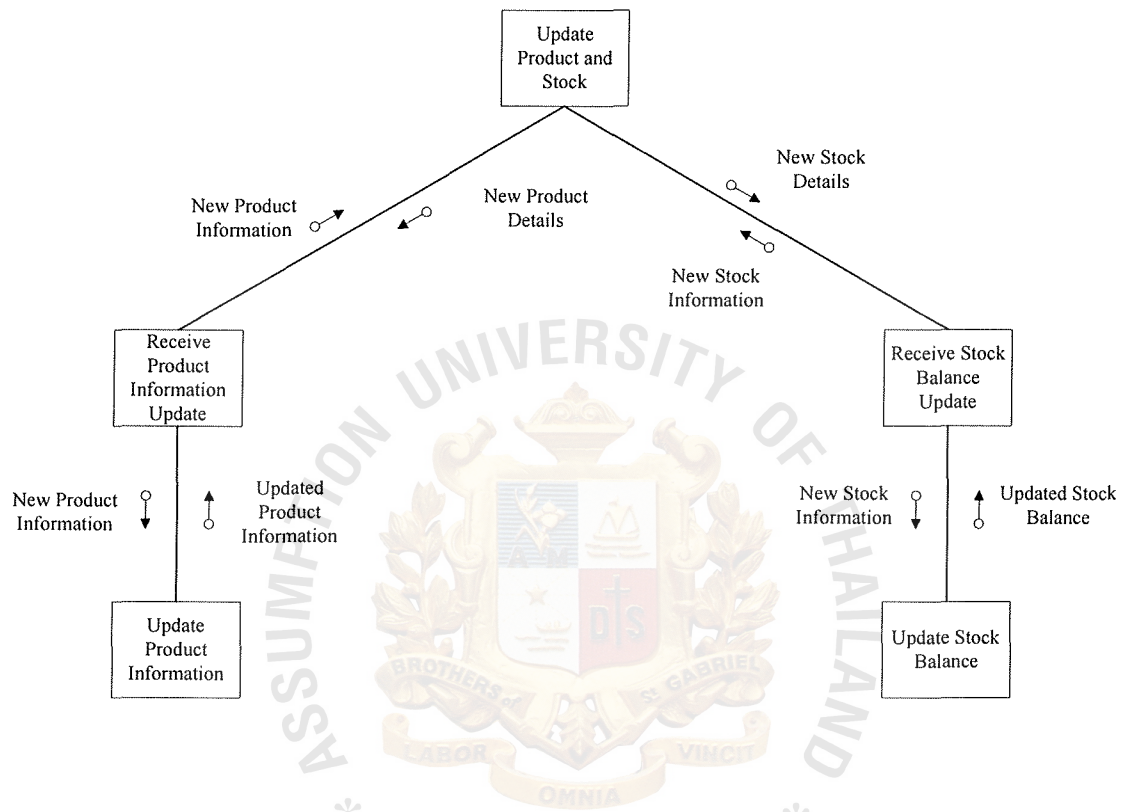 Update
Product and
Stock
New Stock
Details
New Product
Information
New Product
Details
New Stock
Information
Receive
Product
Information
Update
Receive Stock
Balance
Update
New Product
Information
Updated
Product
Information
New Stock
Information
Updated Stock
Balance
Update
Product
Information
Update Stock
Balance
ASSUMPTION UNIVERSITY OF THAILAND
A M
D S
BROTHERS of St GABRIEL
LABOR
OMNIA
VINCIT